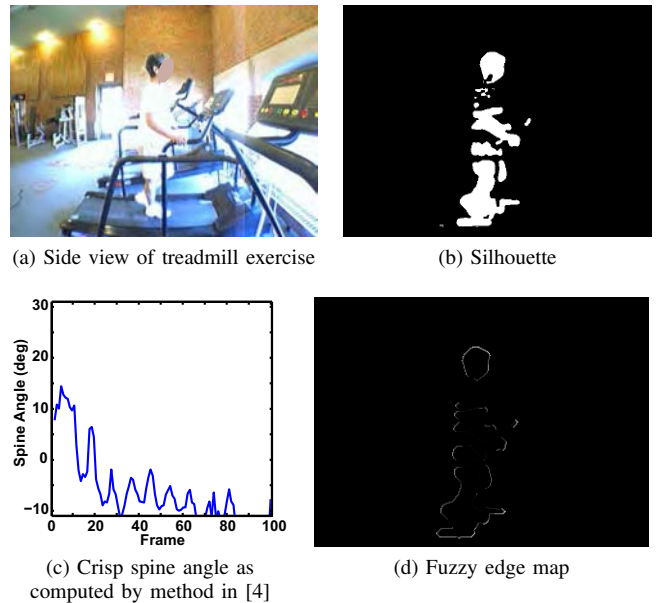 (a) Side view of treadmill exercise
(b) Silhouette
30
20
10
0
−10
0 20 40 60 80 100
Spine Angle (deg)
Frame
(c) Crisp spine angle as
computed by method in [4]
(d) Fuzzy edge map